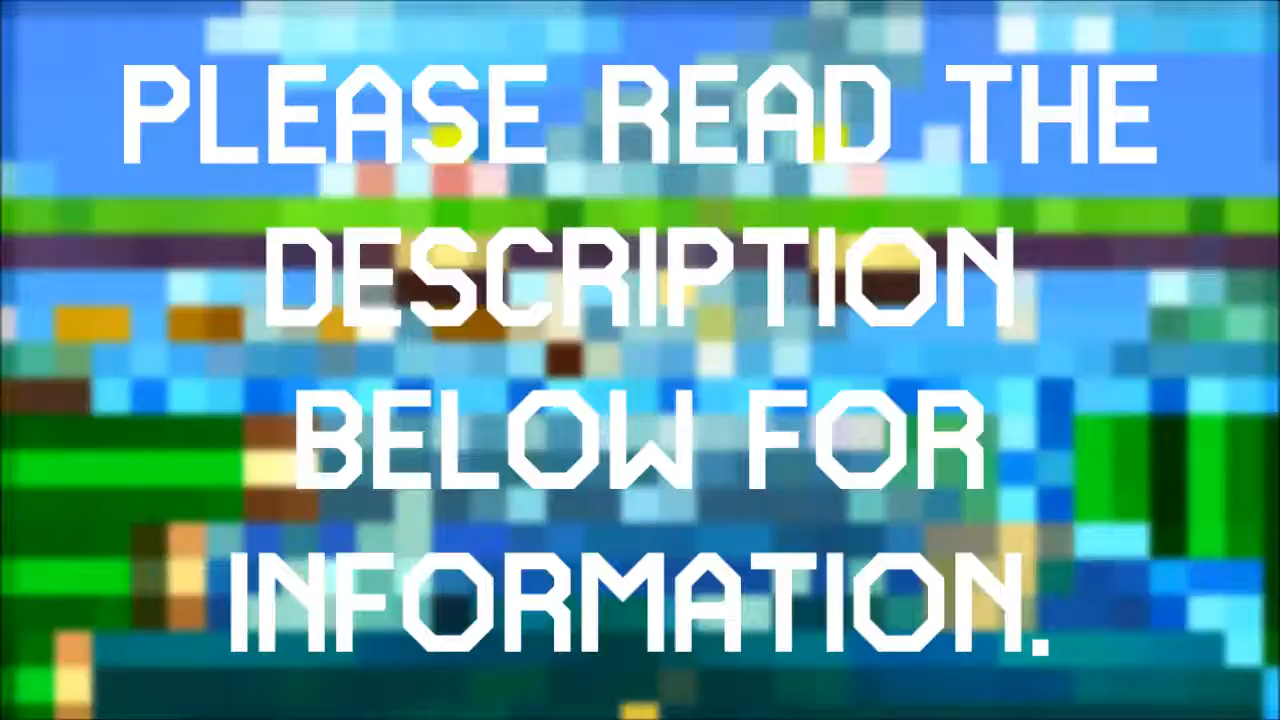 PLEASE READ THE
DESCRIPTION
BELOW FOR
INFORMATION.